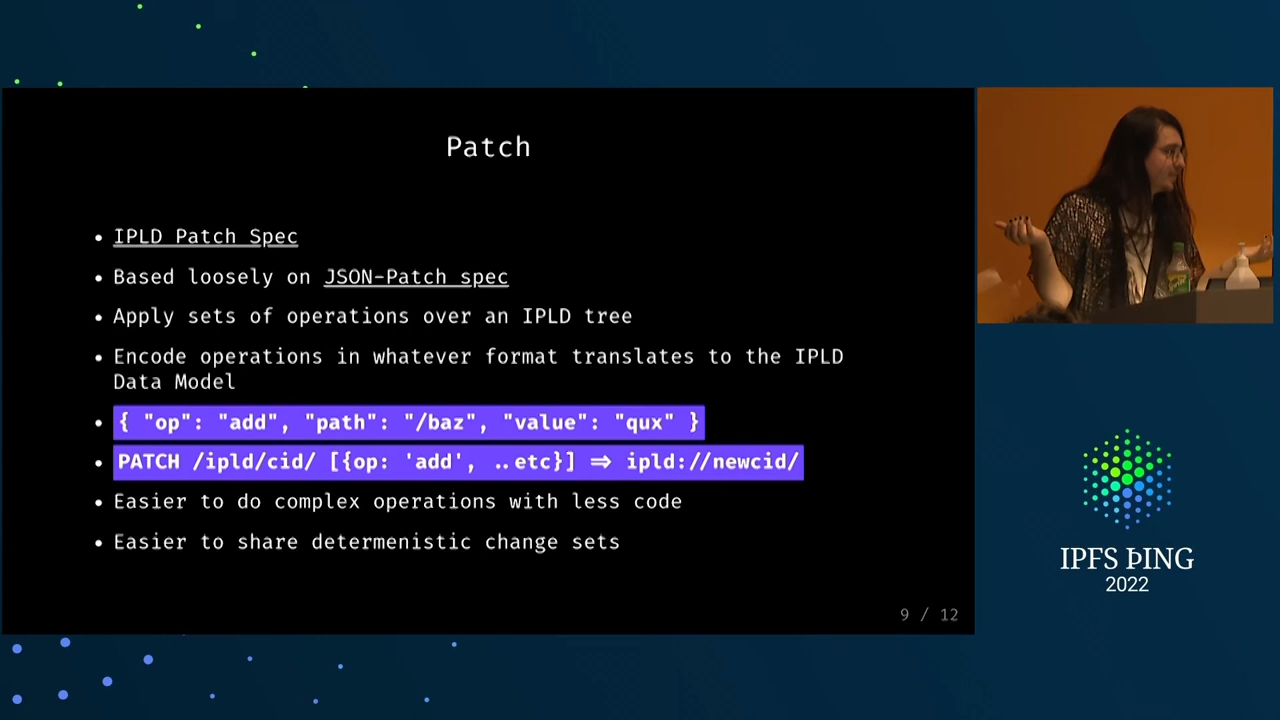 Patch
• IPLD Patch Spec
• Based loosely on JSON-Patch spec
• Apply sets of operations over an IPLD tree
• Encode operations in whatever format translates to the IPLD
Data Model
• { "op": "add", "path": "/baz", "value": "qux" }
• PATCH /ipld/cid/ [{op: 'add', ..etc}] ⇒ ipld://newcid/
• Easier to do complex operations with less code
• Easier to share determenistic change sets
9 / 12
IPFS ÞING
2022